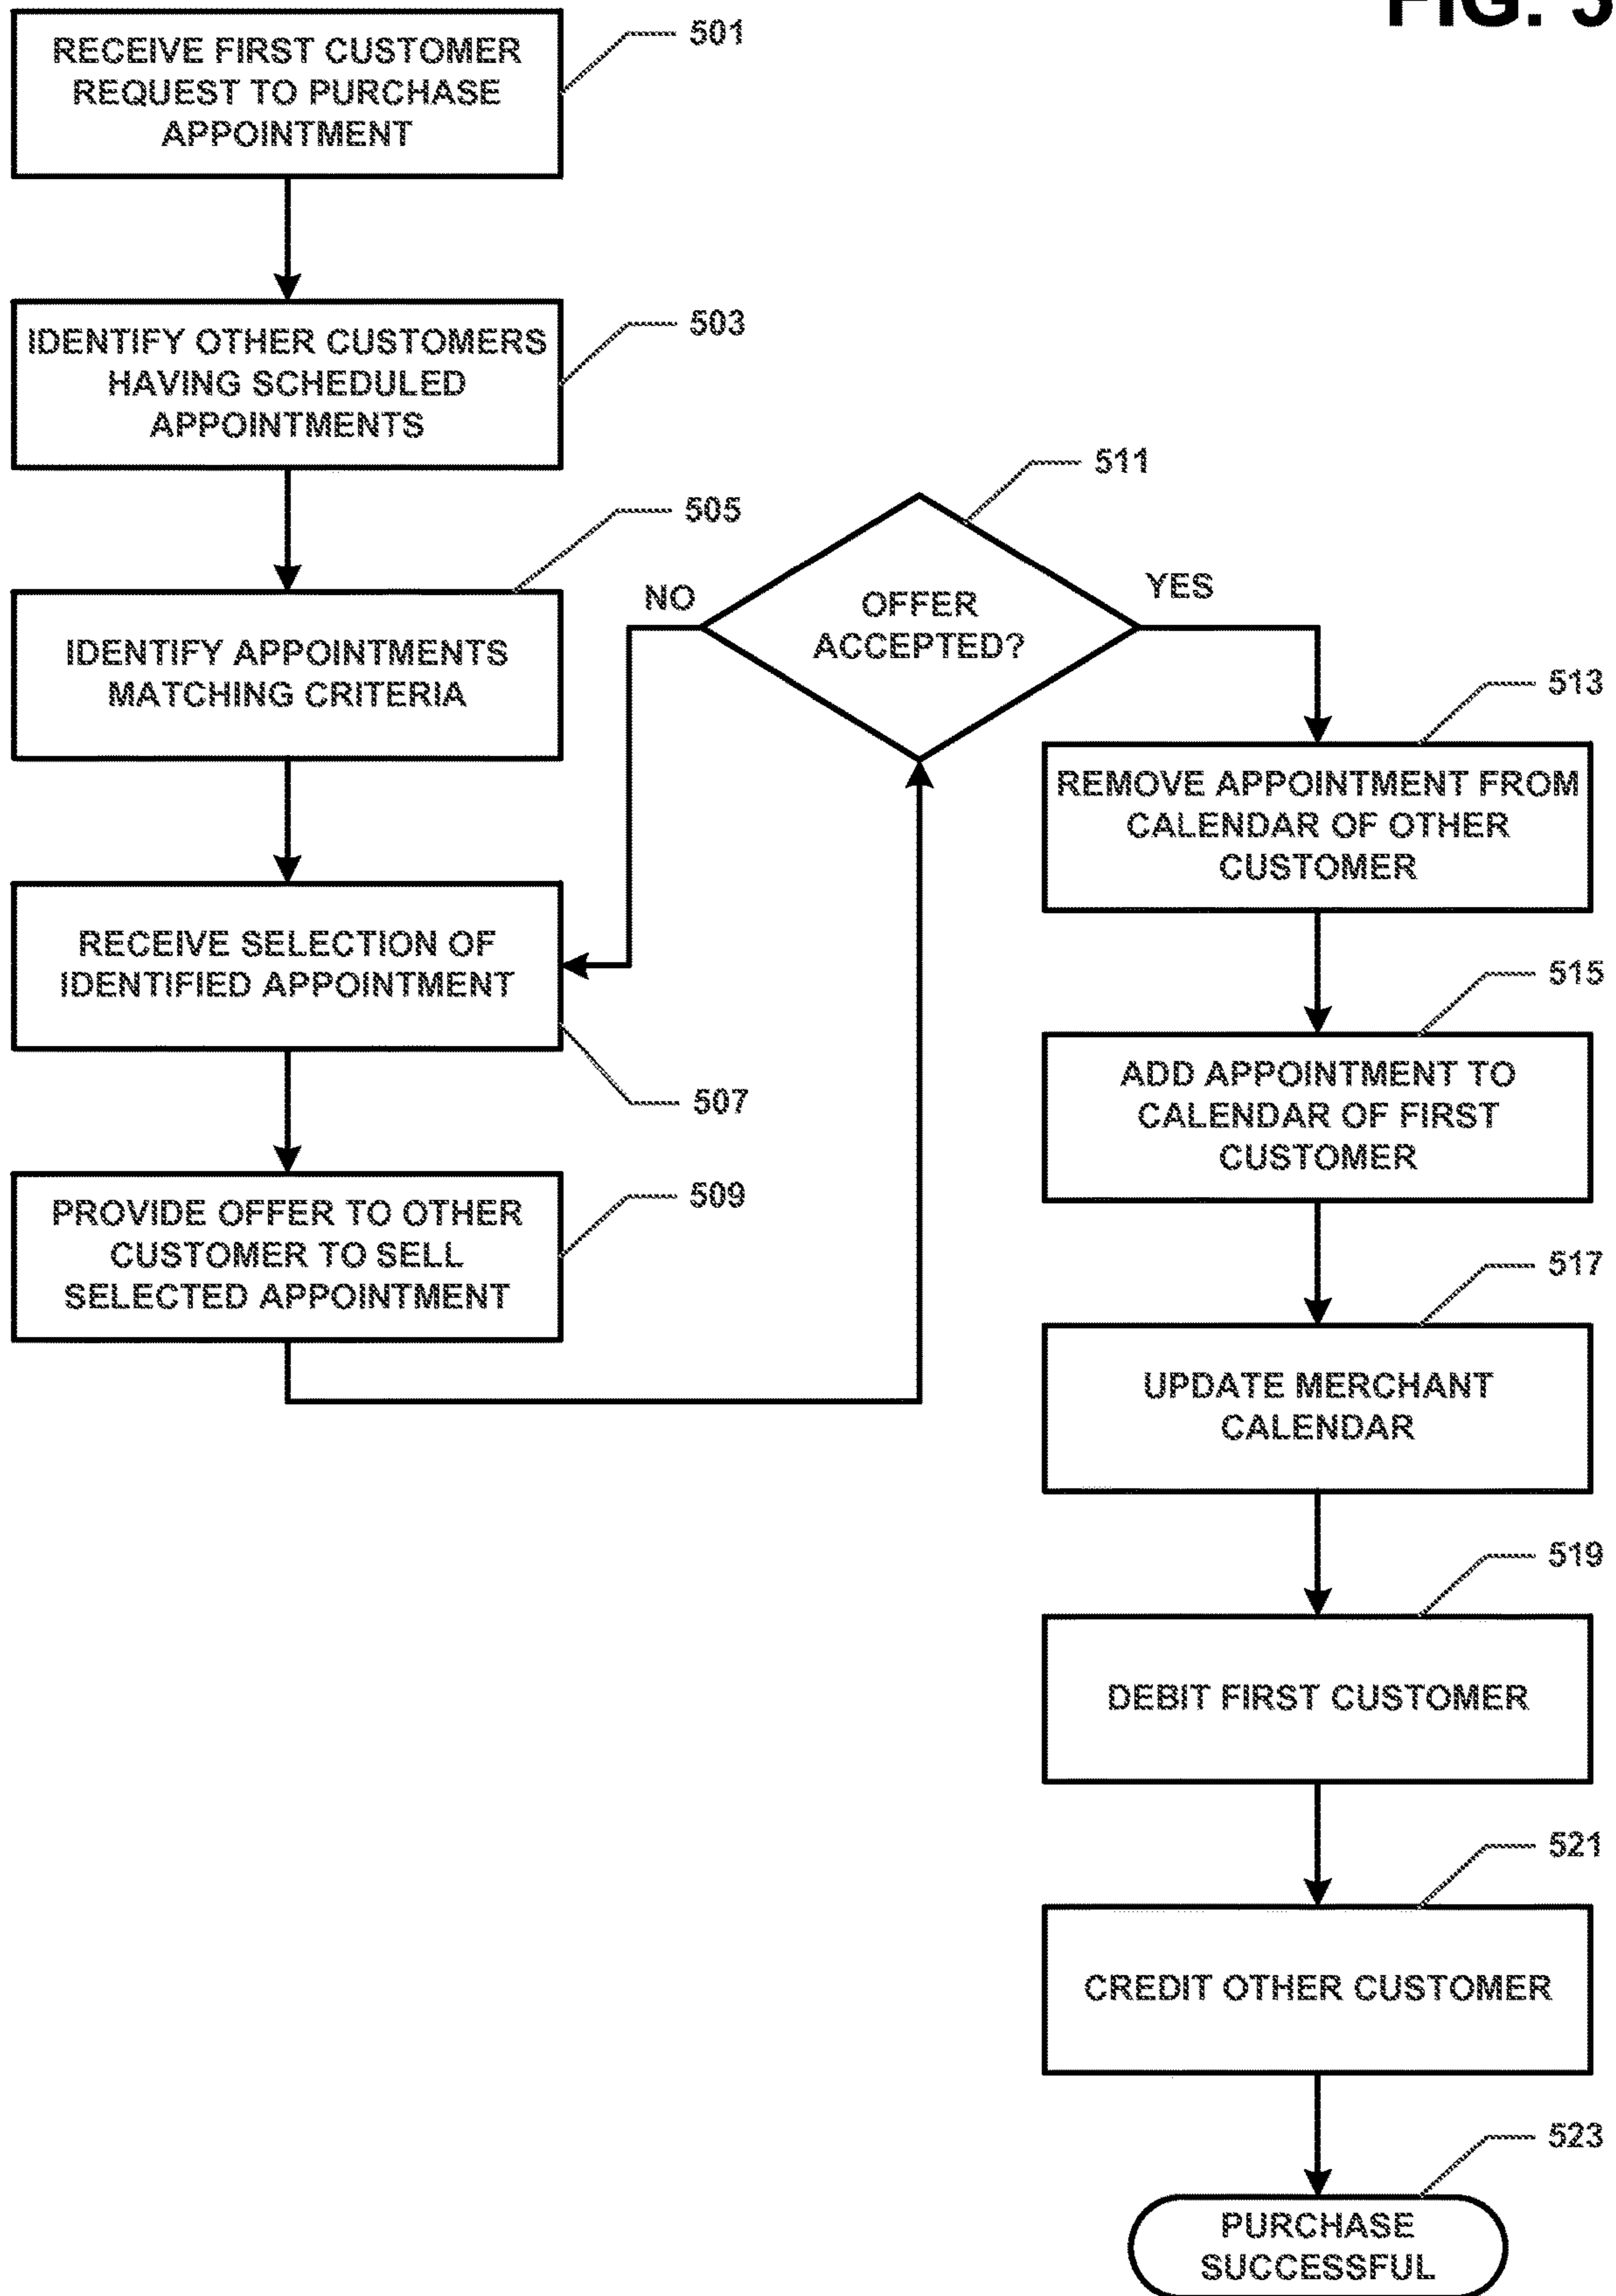 FIG. 5
RECEIVE FIRST CUSTOMER
REQUEST TO PURCHASE
APPOINTMENT
501
IDENTIFY OTHER CUSTOMERS
HAVING SCHEDULED
APPOINTMENTS
503
505
IDENTIFY APPOINTMENTS
MATCHING CRITERIA
RECEIVE SELECTION OF
IDENTIFIED APPOINTMENT
507
PROVIDE OFFER TO OTHER
CUSTOMER TO SELL
SELECTED APPOINTMENT
509
511
OFFER
ACCEPTED?
NO
YES
513
REMOVE APPOINTMENT FROM
CALENDAR OF OTHER
CUSTOMER
515
ADD APPOINTMENT TO
CALENDAR OF FIRST
CUSTOMER
517
UPDATE MERCHANT
CALENDAR
519
DEBIT FIRST CUSTOMER
521
CREDIT OTHER CUSTOMER
523
PURCHASE
SUCCESSFUL